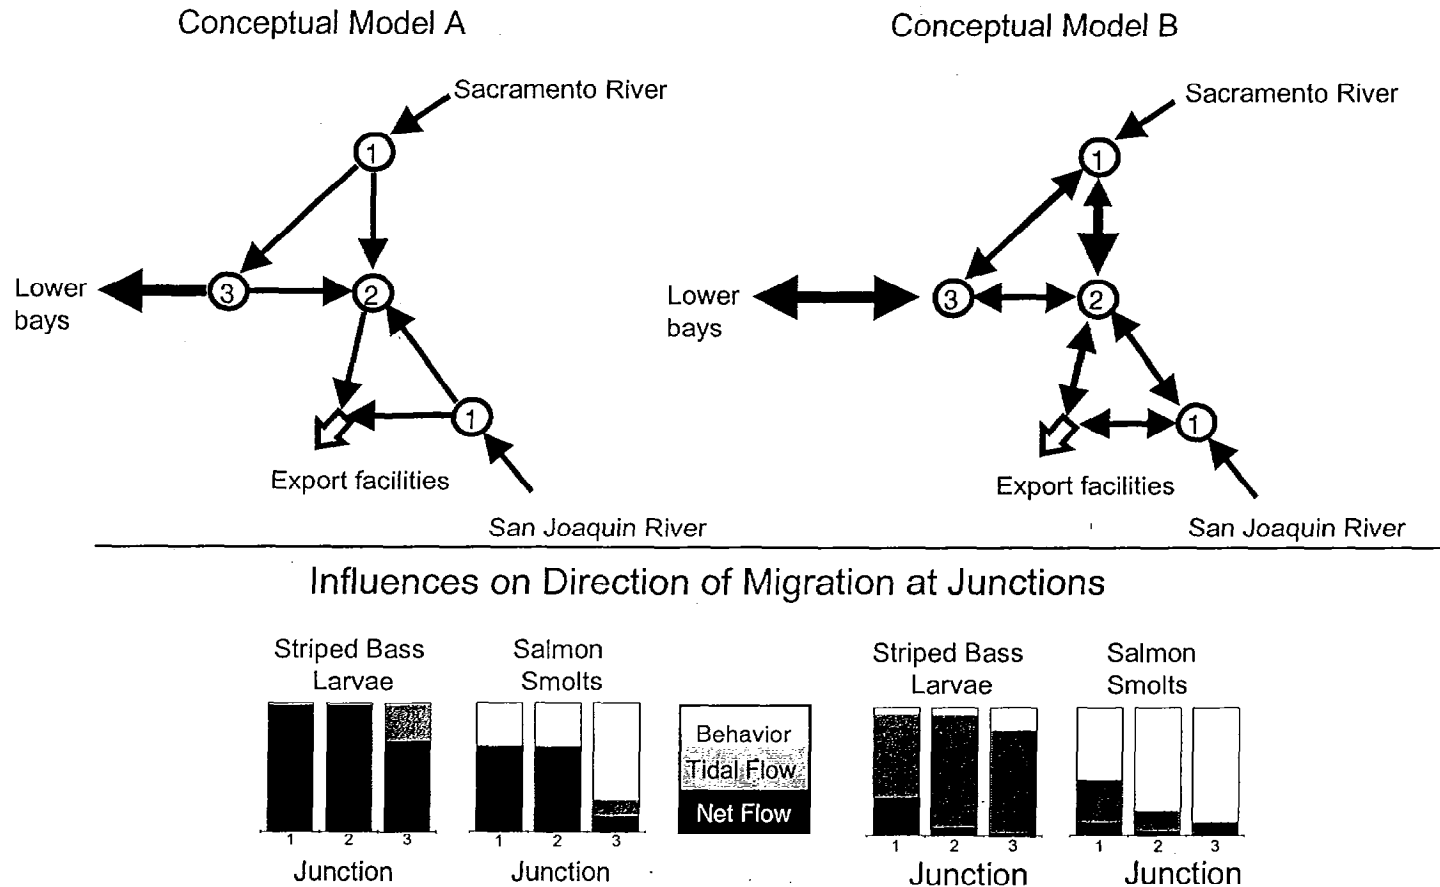 Conceptual Model A
Sacramento River
1
Lower
bays
3
2
1
Export facilities
San Joaquin River
Conceptual Model B
Sacramento River
1
Lower
bays
3
2
1
Export facilities
San Joaquin River
Influences on Direction of Migration at Junctions
Striped Bass
Larvae
1 2 3
Junction
Salmon
Smolts
1 2 3
Junction
Behavior
Tidal Flow
Net Flow
Striped Bass
Larvae
1 2 3
Junction
Salmon
Smolts
1 2 3
Junction